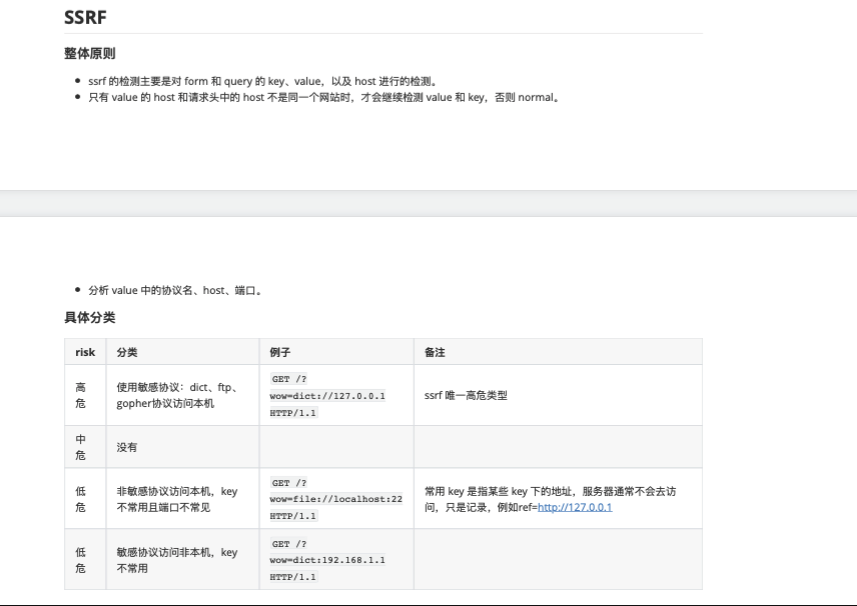 SSRF
整体原则
• ssrf 的检测主要是对 form 和 query 的 key、value，以及 host 进行的检测。
• 只有 value 的 host 和请求头中的 host 不是同一个网站时，才会继续检测 value 和 key，否则 normal。
• 分析 value 中的协议名、host、端口。
具体分类
risk 分类 例子 备注
高危 使用敏感协议：dict、ftp、gopher协议访问本机 GET /?wow=dict://127.0.0.1 HTTP/1.1 ssrf 唯一高危类型
中危 没有
低危 非敏感协议访问本机，key 不常用且端口不常见 GET /?wow=file://localhost:22 HTTP/1.1 常用 key 是指某些 key 下的地址，服务器通常不会去访问，只是记录，例如ref=http://127.0.0.1
低危 敏感协议访问非本机，key 不常用 GET /?wow=dict:192.168.1.1 HTTP/1.1